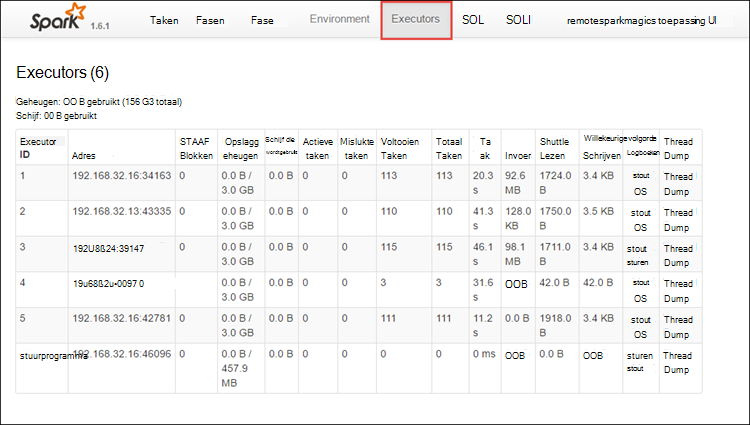 Spark 1.6.1 Taken Fasen Fase Environment Executors SOL SOLI remotesparkmagics toepassing UI
Executors (6)
Geheugen: OO B gebruikt (156 G3 totaal)
Schijf: 00 B gebruikt
Executor ID Adres STAAF Blokken Opslagg eheugen Schijf die wordtgebruik Actieve taken Mislukte taken Voltooien Taken Totaal Taken Ta ak Invoer Shuttle Lezen Willekeurigevolgorde Schrijven Logboeken Thread Dump
1 192.168.32.16:34163 0 0.0 B / 3.0 GB 0.0 B 0 0 113 113 20.3 s 92.6 MB 1724.0 B 3.4 KB stout OS Thread Dump
2 192.168.32.13:43335 0 0.0 B / 3.0 GB 0.0 B 0 0 110 110 41.3 s 128.0 KB 1750.0 B 3.5 KB stout OS Thread Dump
3 192U8ß24:39147 0 0.0 B / 3.0 GB 0.0 B 0 0 115 115 46.1 s 98.1 MB 1711.0 B 3.4 KB stout sturen Thread Dump
4 19u68ß2u•0097 0 0 0.0 B / 3.0 GB 0.0 B 0 0 3 3 31.6 s OOB 42.0 B 42.0 B stout OS Thread Dump
5 192.168.32.16:42781 0 0.0 B / 3.0 GB 0.0 B 0 0 111 111 11.2 s 0.0 B 1918.0 B 3.4 KB stout OS Thread Dump
stuurprogramma 192.168.32.16:46096 0 0.0 B / 457.9 MB 0.0 B 0 0 0 0 0 ms OOB 0.0 B OOB sturen stout Thread Dump